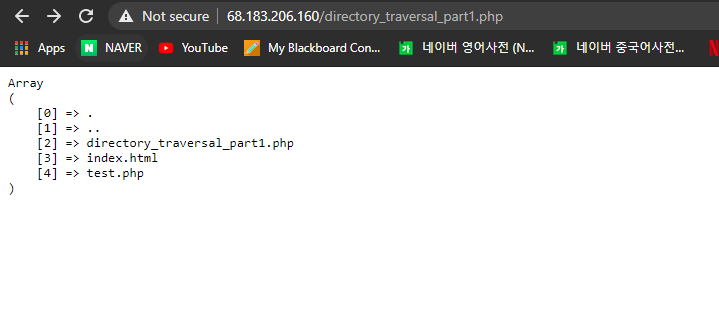 Not secure | 68.183.206.160/directory_traversal_part1.php
Apps NAVER YouTube My Blackboard Con... 네이버 영어사전 (N... 네이버 중국어사전...
Array
(
    [0] => .
    [1] => ..
    [2] => directory_traversal_part1.php
    [3] => index.html
    [4] => test.php
)